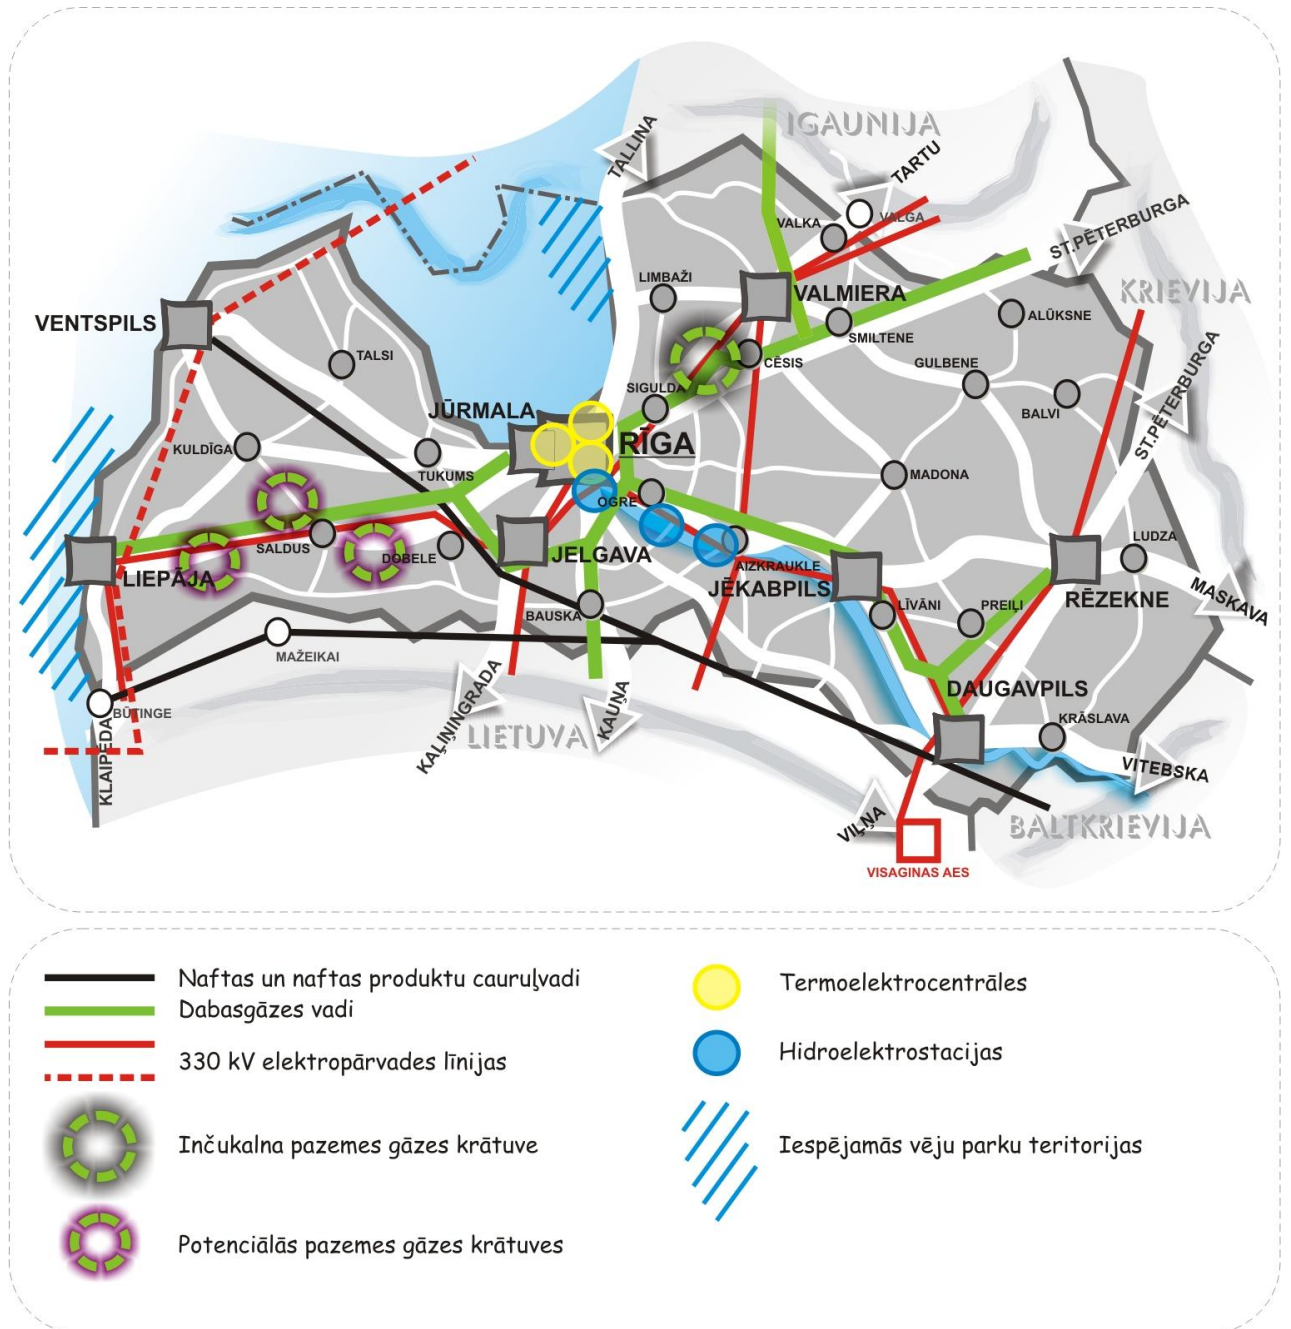 IGAUNIJA
TALLINA
TARTU
VALKA
VALGA
ST.PĒTERBURGA
LIMBAŽI
VALMIERA
KRIEVIJA
VENTSPILS
ALŪKSNE
SMILTENE
TALSI
CĒSIS
GULBENE
ST.PĒTERBURGA
SIGULDA
BALVI
JŪRMALA
RĪGA
KULDĪGA
TUKUMS
MADONA
OGRE
SALDUS
DOBELE
JELGAVA
AIZKRAUKLE
LUDZA
LIEPĀJA
JĒKABPILS
RĒZEKNE
MASKAVA
LĪVĀNI
PREIĻI
BAUSKA
MAŽEIKAI
DAUGAVPILS
BŪTINGE
KLAIPĒDA
KAĻIŅINGRADA
LIETUVA
KAUŅA
KRĀSLAVA
VITEBSKA
VIĻŅA
BALTKRIEVIJA
VISAGINAS AES
Naftas un naftas produktu cauruļvadi
Dabasgāzes vadi
330 kV elektropārvades līnijas
Inčukalna pazemes gāzes krātuve
Potenciālās pazemes gāzes krātuves
Termoelektrocentrāles
Hidroelektrostacijas
Iespējamās vēju parku teritorijas